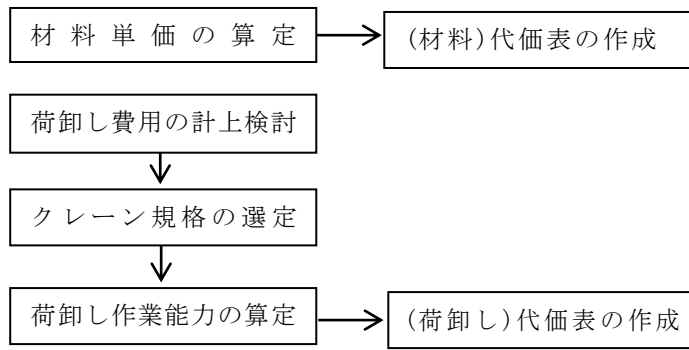 材料単価の算定
(材料)代価表の作成
荷卸し費用の計上検討
クレーン規格の選定
荷卸し作業能力の算定
(荷卸し)代価表の作成